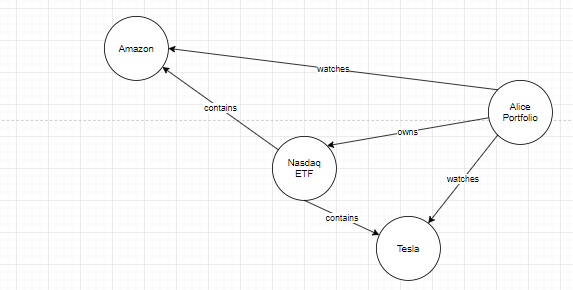 Amazon
watches
Alice
Portfolio
contains
owns
Nasdaq
ETF
watches
contains
Tesla